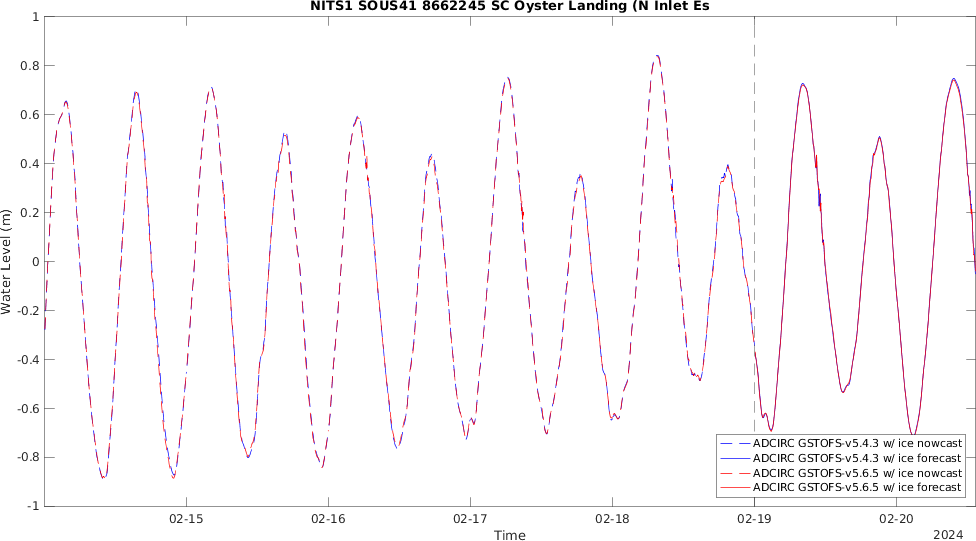 NITS1 SOUS41 8662245 SC Oyster Landing (N Inlet Es
1
0.8
0.6
0.4
0.2
0
-0.2
-0.4
-0.6
-0.8
-1
Water Level (m)
ADCIRC GSTOFS-v5.4.3 w/ ice nowcast
ADCIRC GSTOFS-v5.4.3 w/ ice forecast
ADCIRC GSTOFS-v5.6.5 w/ ice nowcast
ADCIRC GSTOFS-v5.6.5 w/ ice forecast
02-15 02-16 02-17 02-18 02-19 02-20
Time
2024